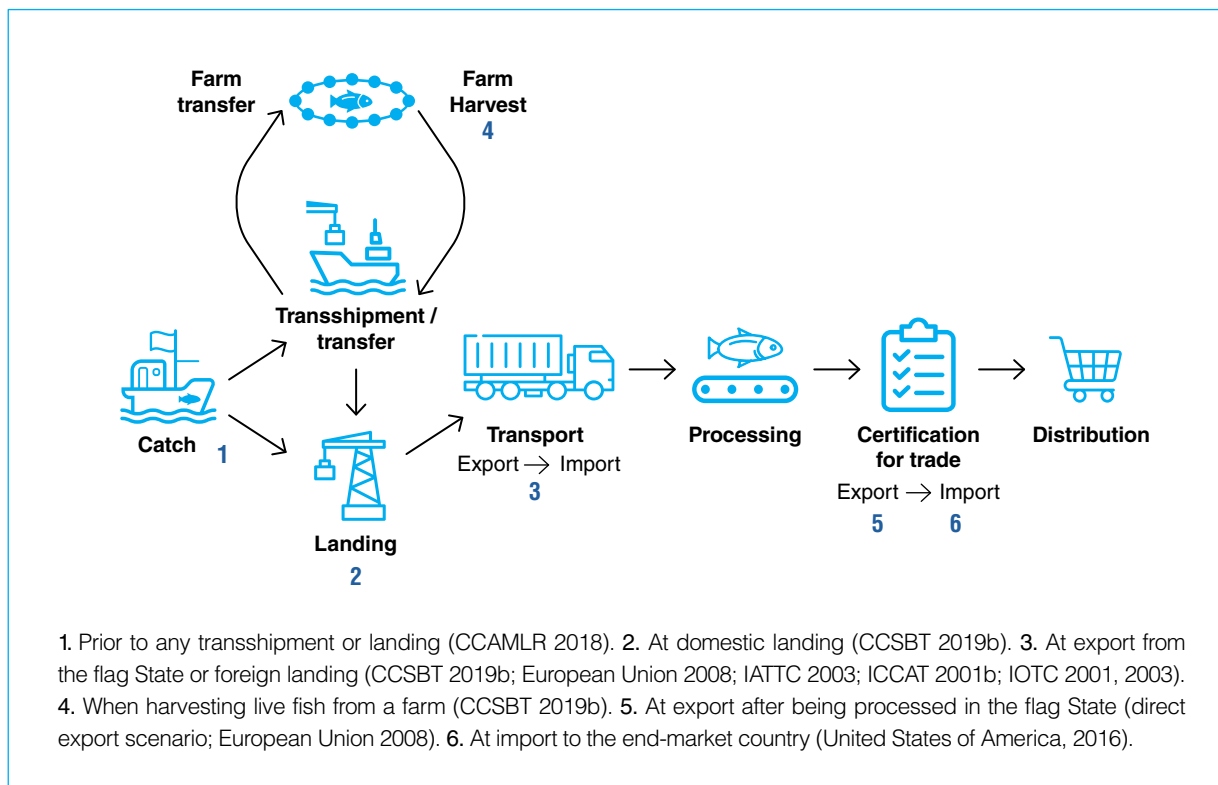 Farm
transfer
Farm
Harvest
4
Transshipment /
transfer
Catch 1
Landing
2
Transport
Export → Import
3
Processing
Certification
for trade
Export → Import
5 6
Distribution
1. Prior to any transshipment or landing (CCAMLR 2018). 2. At domestic landing (CCSBT 2019b). 3. At export from
the flag State or foreign landing (CCSBT 2019b; European Union 2008; IATTC 2003; ICCAT 2001b; IOTC 2001, 2003).
4. When harvesting live fish from a farm (CCSBT 2019b). 5. At export after being processed in the flag State (direct
export scenario; European Union 2008). 6. At import to the end-market country (United States of America, 2016).